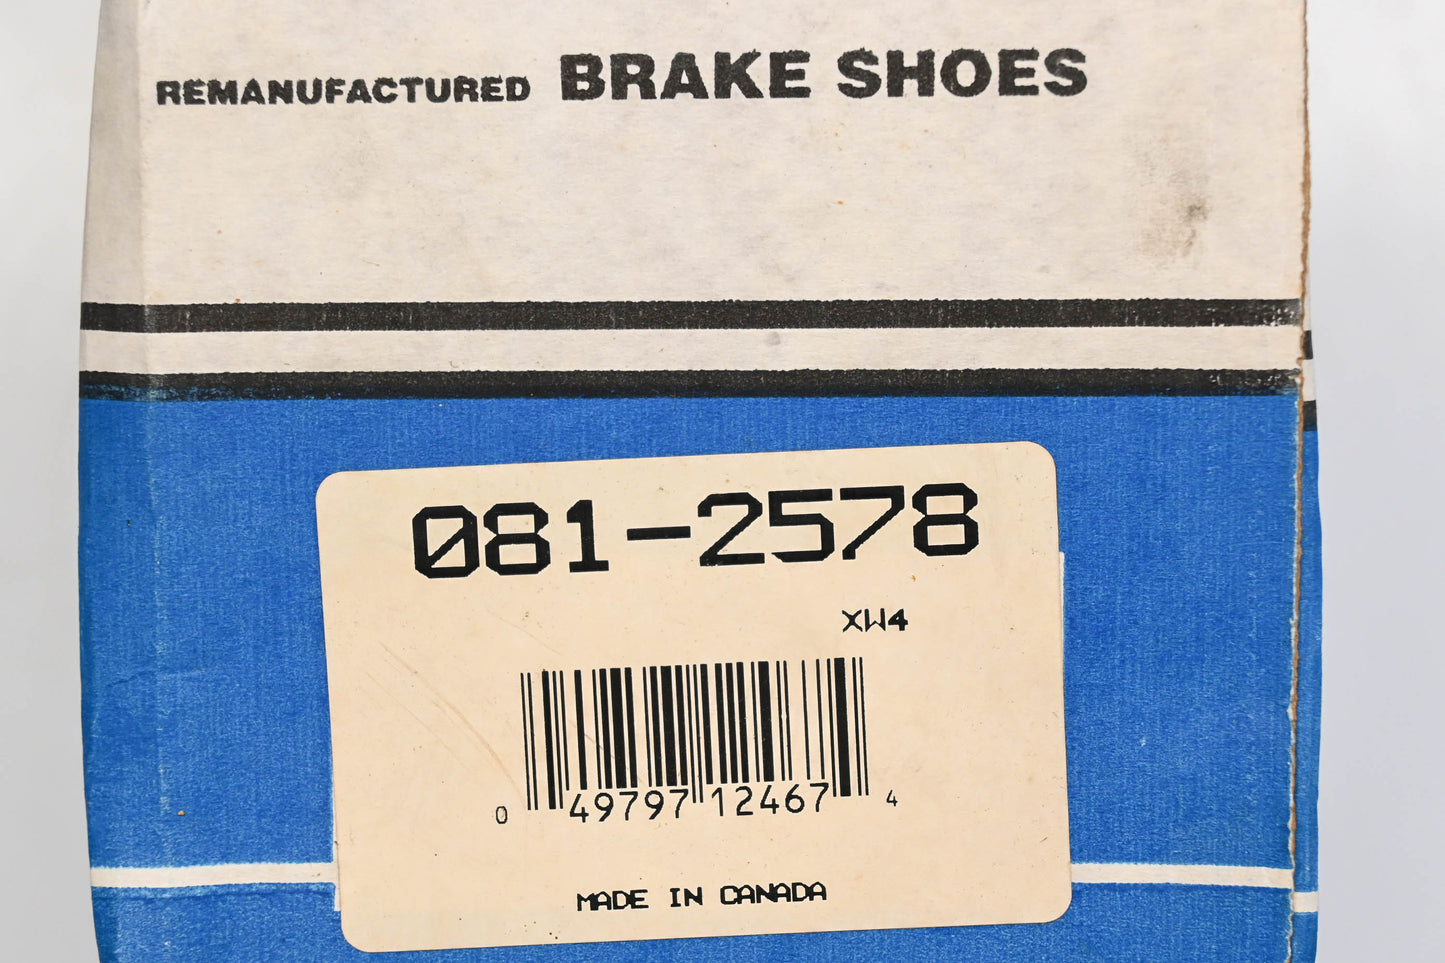 REMANUFACTURED BRAKE SHOES
081-2578
XW4
0 49797 12467 4
MADE IN CANADA